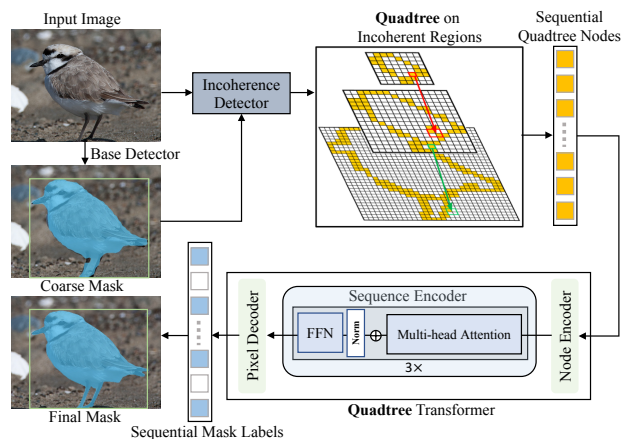 Input Image
Base Detector
Coarse Mask
Final Mask
Incoherence
Detector
Quadtree on
Incoherent Regions
Sequential
Quadtree Nodes
Node Encoder
Sequence Encoder
Multi-head Attention
Norm
FFN
3×
Pixel Decoder
Quadtree Transformer
Sequential Mask Labels